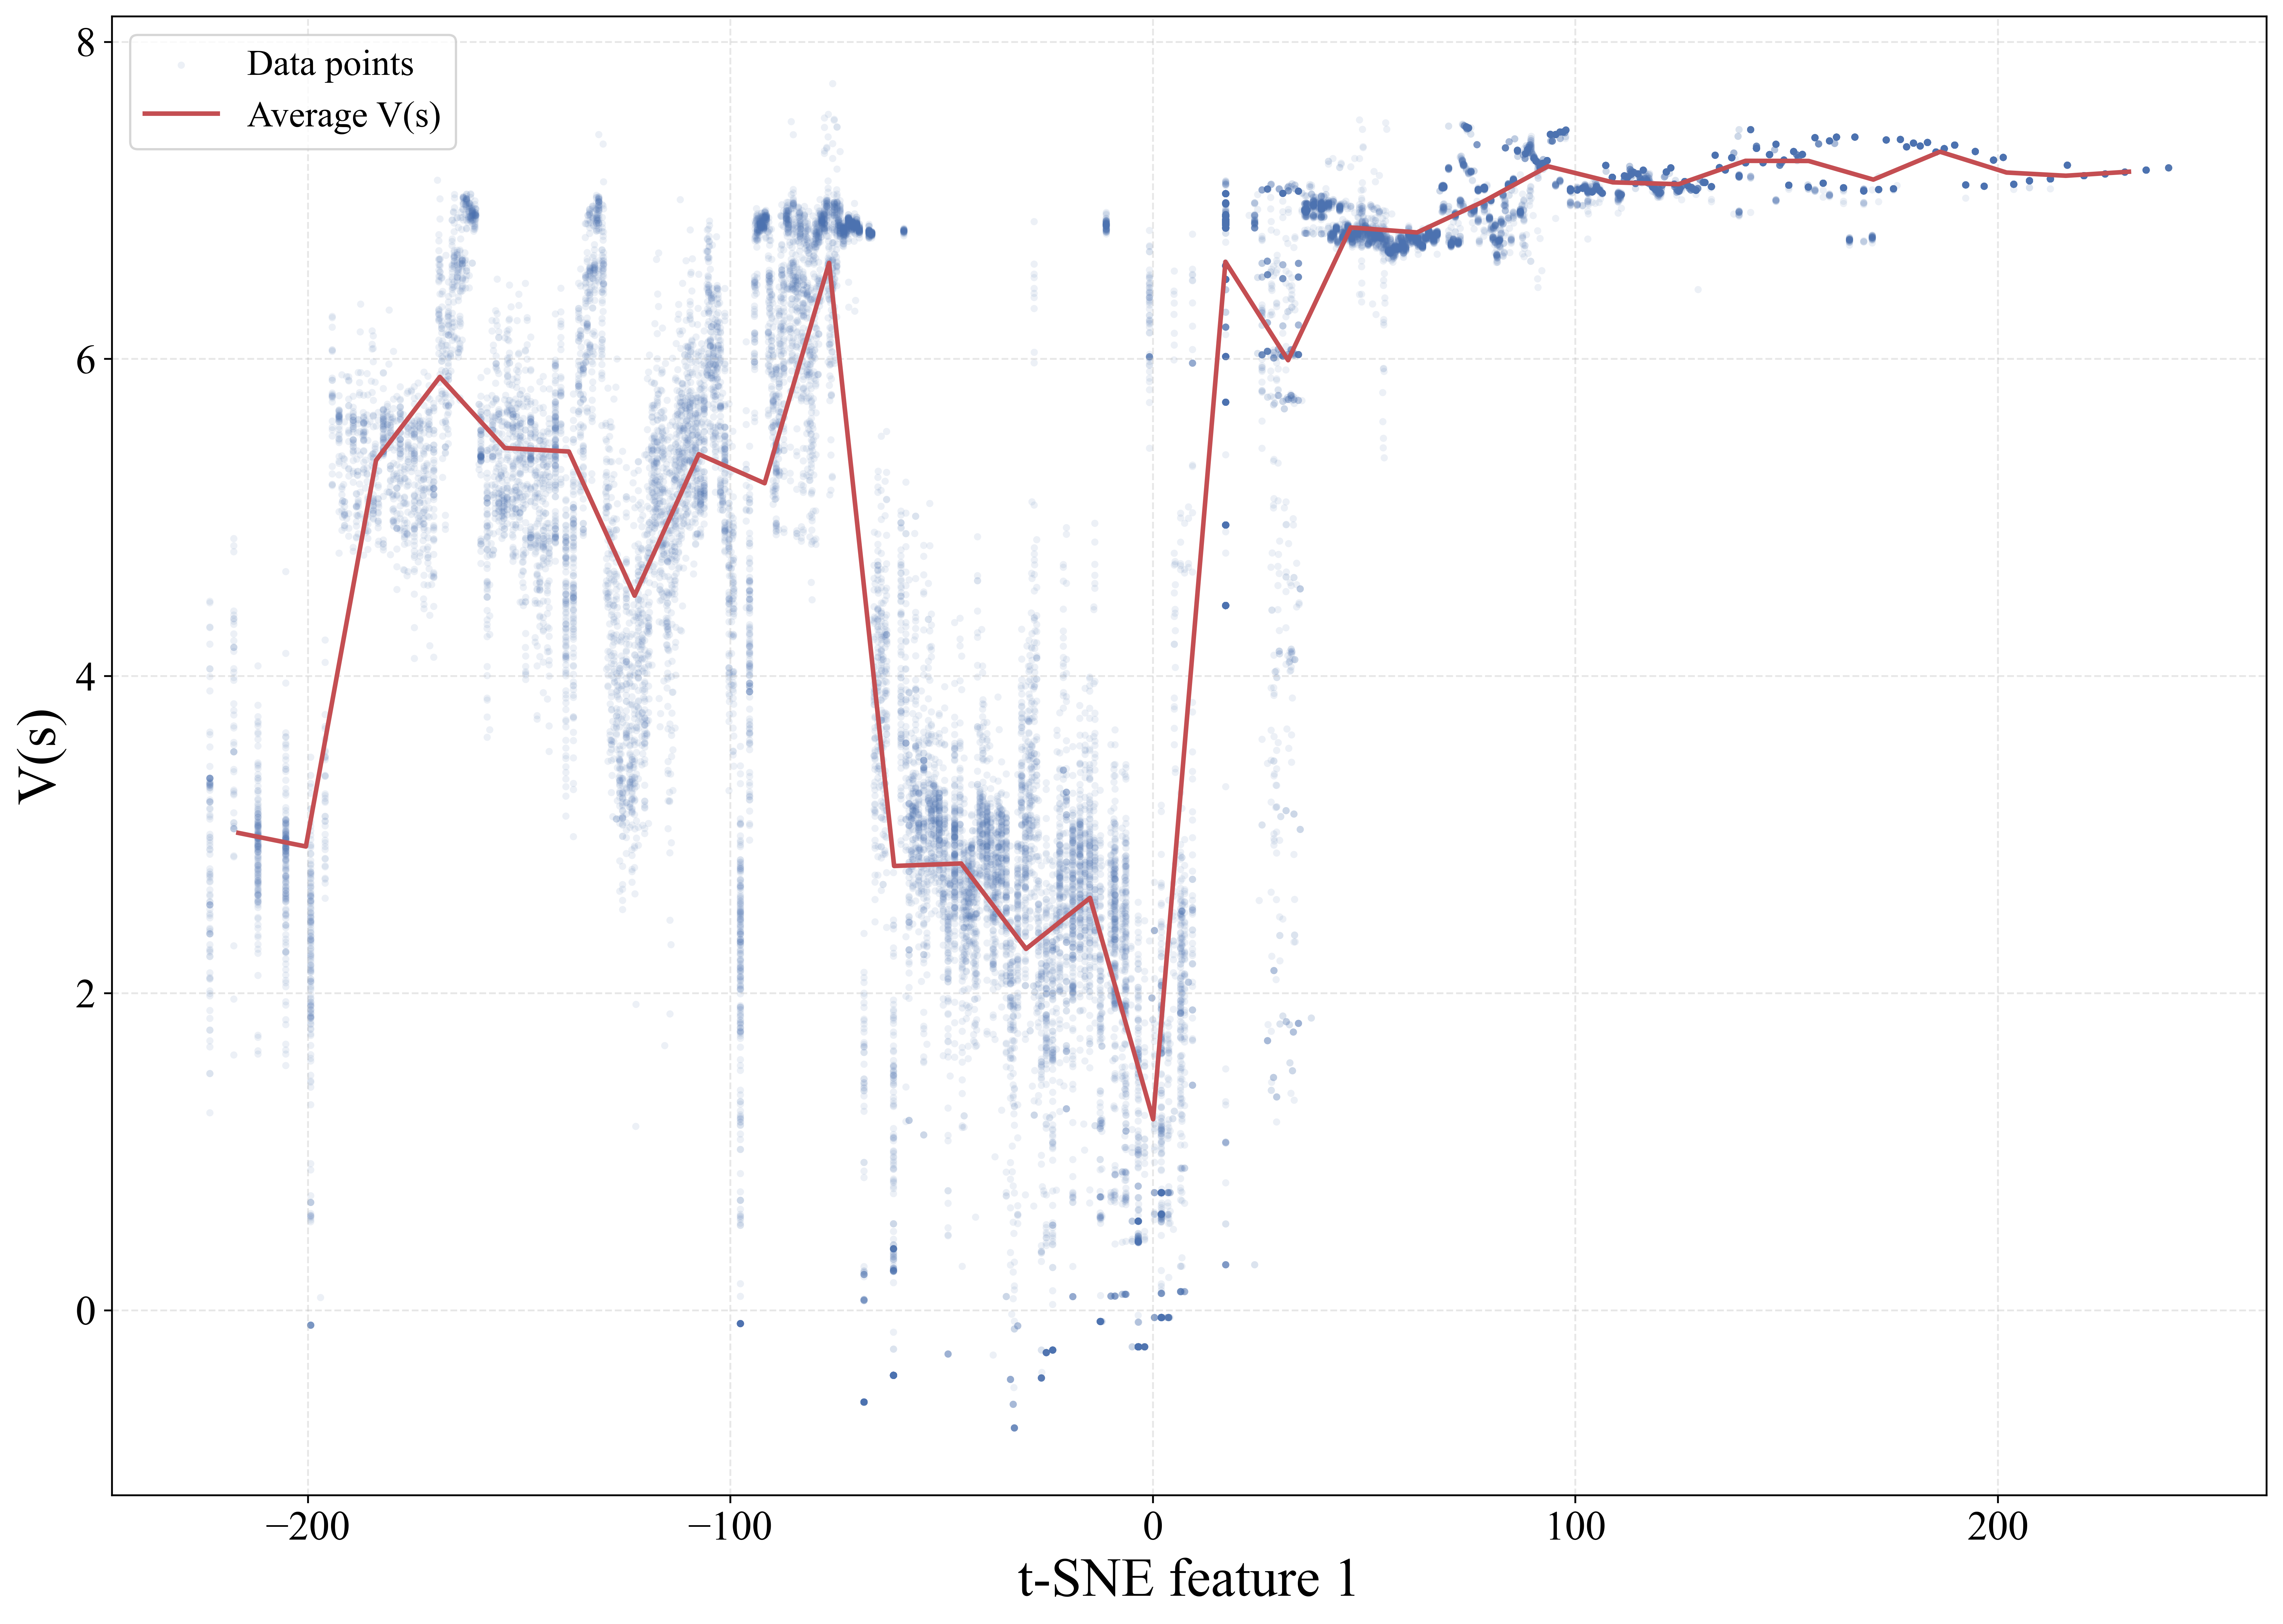 Data points
Average V(s)
8
6
4
2
0
V(s)
−200
−100
0
100
200
t-SNE feature 1